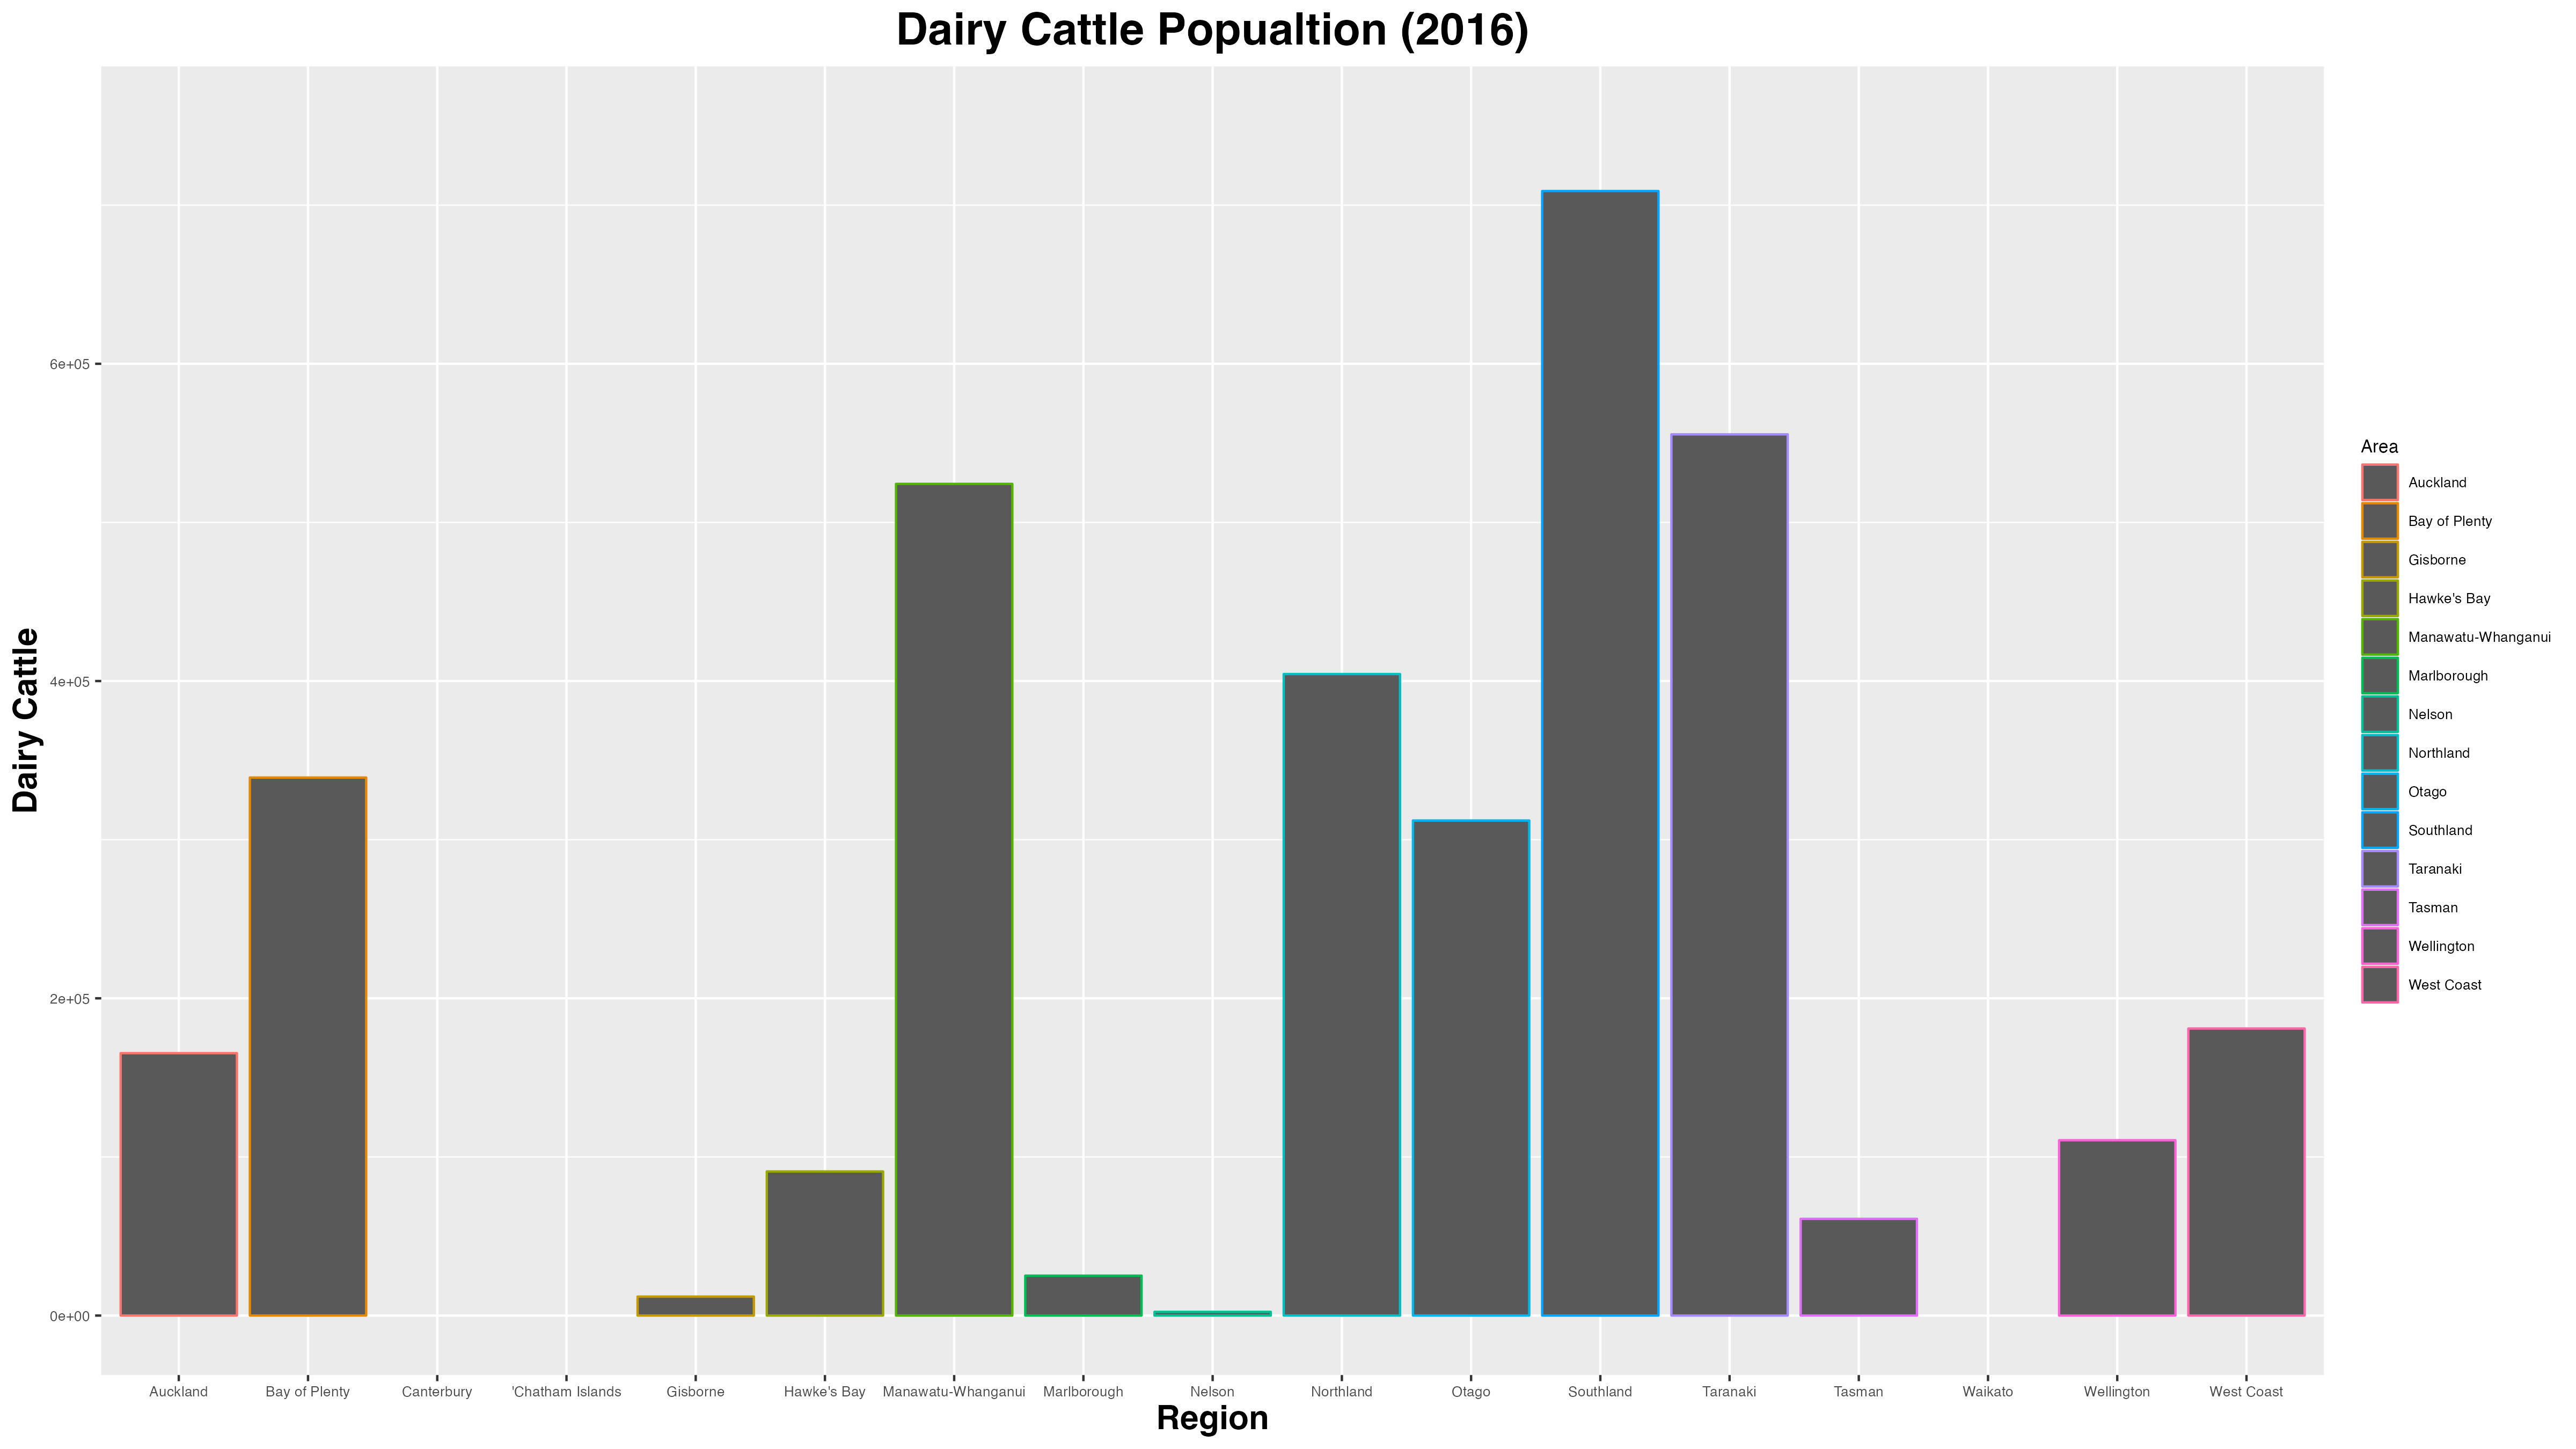 Dairy Cattle Popualtion (2016)
Dairy Cattle
6e+05
4e+05
2e+05
0e+00
Auckland Bay of Plenty Canterbury 'Chatham Islands Gisborne Hawke's Bay Manawatu-Whanganui Marlborough Nelson Northland Otago Southland Taranaki Tasman Waikato Wellington West Coast
Region
Area
Auckland
Bay of Plenty
Gisborne
Hawke's Bay
Manawatu-Whanganui
Marlborough
Nelson
Northland
Otago
Southland
Taranaki
Tasman
Wellington
West Coast